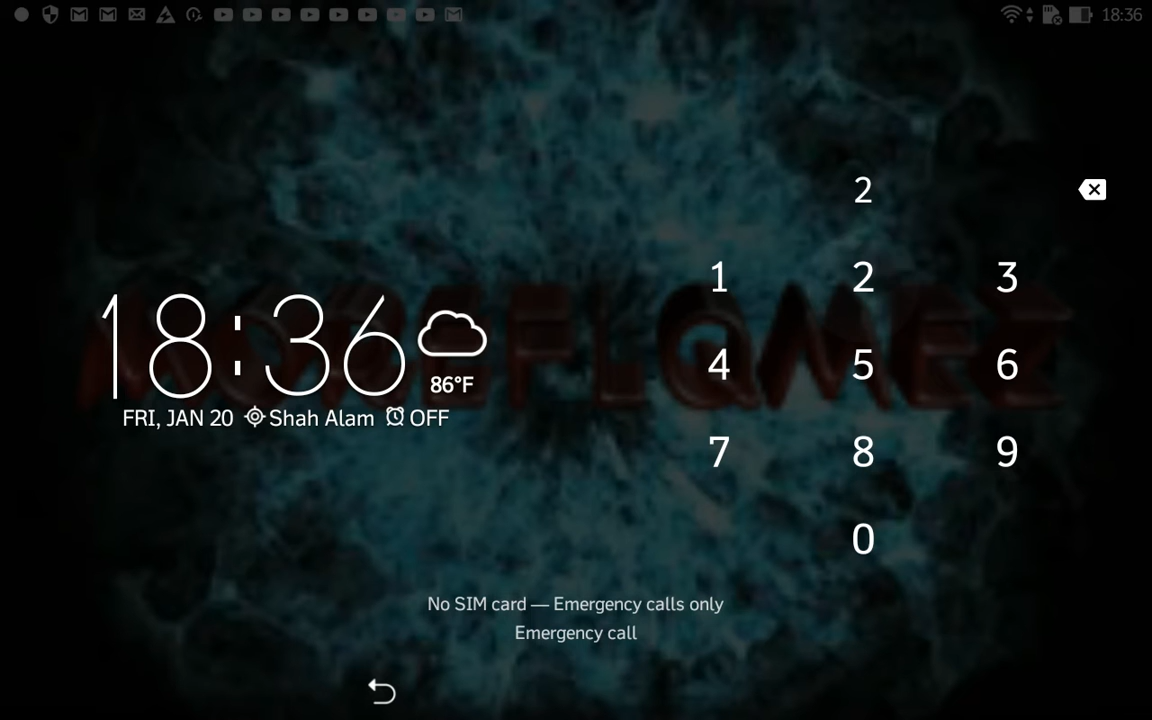 18:36
2
1 2 3
18:36
4 5 6
86°F
FRI, JAN 20 Shah Alam OFF
7 8 9
0
No SIM card — Emergency calls only
Emergency call